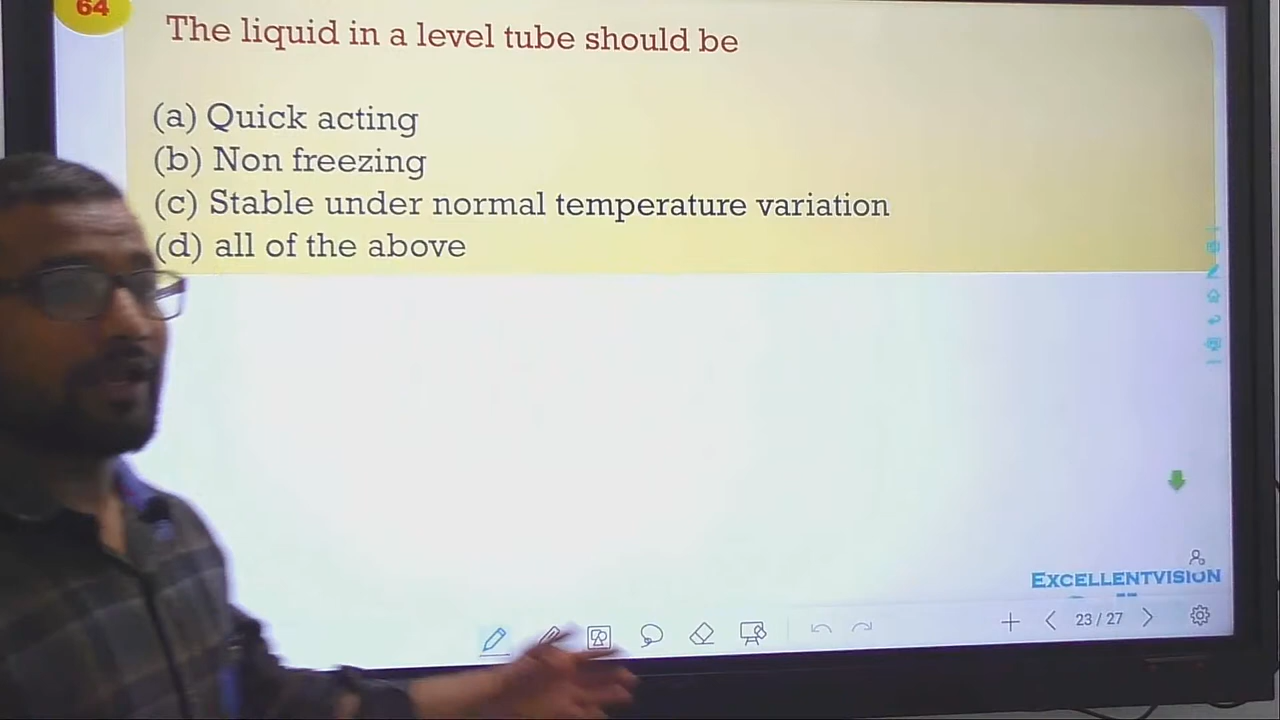 64
The liquid in a level tube should be
(a) Quick acting
(b) Non freezing
(c) Stable under normal temperature variation
(d) all of the above
EXCELLENTVISION
23 / 27